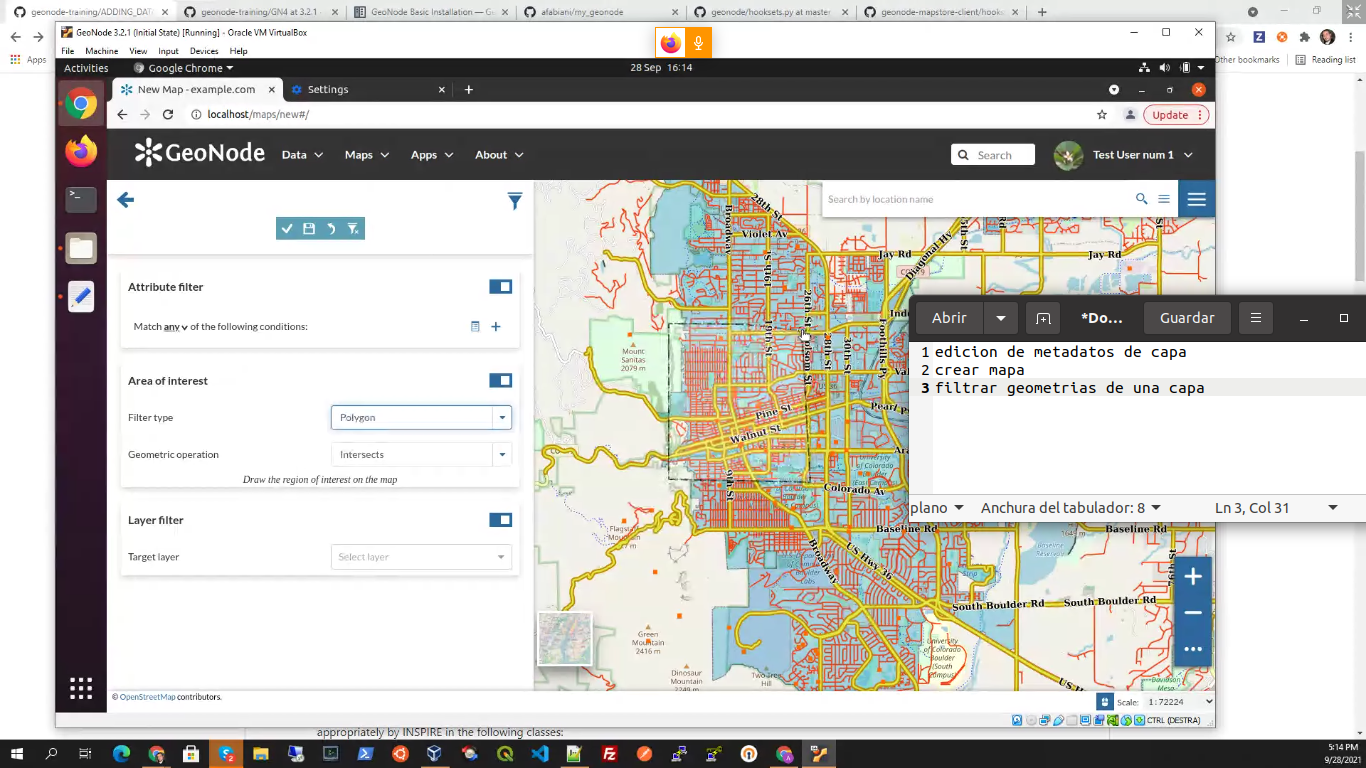 geonode-training/ADDING_DAT
geonode-training/GN4 at 3.2.1
GeoNode Basic Installation — Ge
afabiani/my_geonode
geonode/hooksets.py at master
geonode-mapstore-client/hook
Apps
Other bookmarks
Reading list
GeoNode 3.2.1 (Initial State) [Running] - Oracle VM VirtualBox
File Machine View Input Devices Help
Activities
Google Chrome
28 Sep 16:14
New Map - example.com
Settings
localhost/maps/new#/
Update
GeoNode
Data
Maps
Apps
About
Search
Test User num 1
Search by location name
Attribute filter
Match any of the following conditions:
Area of interest
Filter type
Polygon
Geometric operation
Intersects
Draw the region of interest on the map
Layer filter
Target layer
Select layer
28th St
Broadway
Violet Av
Jay Rd
Jay Rd
Diagonal Hy
26th St
19th St
28th St
30th St
Foothills Py
Mount
Sanitas
2079 m
Pine St
Walnut St
9th St
Colorado Av
University
of Colorado
Boulder
Baseline Rd
Baseline Rd
Broadway
US Hwy 36
South Boulder Rd
South Boulder Rd
University
of Colorado
Boulder
(South
Green
Mountain
2416 m
Dinosaur
Mountain
2249 m
Abrir
*Do...
Guardar
1 edicion de metadatos de capa
2 crear mapa
3 filtrar geometrias de una capa
plano
Anchura del tabulador: 8
Ln 3, Col 31
© OpenStreetMap contributors.
Scale:
1:72224
CTRL (DESTRA)
appropriately by INSPIRE in the following classes:
5:14 PM
9/28/2021